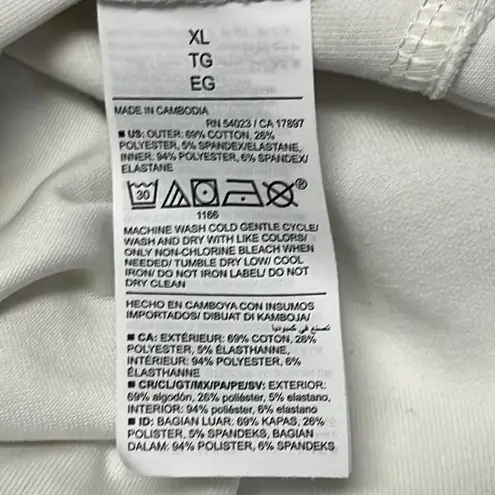 XL
TG
EG
MADE IN CAMBODIA
RN 54023 / CA 17897
■ US: OUTER: 69% COTTON, 26%
POLYESTER, 5% SPANDEX/ELASTANE,
INNER: 94% POLYESTER, 6% SPANDEX/
ELASTANE
30
®
1166
MACHINE WASH COLD GENTLE CYCLE/
WASH AND DRY WITH LIKE COLORS/
ONLY NON-CHLORINE BLEACH WHEN
NEEDED/ TUMBLE DRY LOW/ COOL
IRON/ DO NOT IRON LABEL/ DO NOT
DRY CLEAN
HECHO EN CAMBOYA CON INSUMOS
IMPORTADOS/ DIBUAT DI KAMBOJA/
صنع في كمبوديا
■ CA: EXTÉRIEUR: 69% COTON, 26%
POLYESTER, 5% ÉLASTHANNE,
INTÉRIEUR: 94% POLYESTER, 6%
ÉLASTHANNE
■ CR/CL/GT/MX/PA/PE/SV: EXTERIOR:
69% algodón, 26% poliéster, 5% elastano,
INTERIOR: 94% poliéster, 6% elastano
■ ID: BAGIAN LUAR: 69% KAPAS, 26%
POLISTER, 5% SPANDEKS, BAGIAN
DALAM: 94% POLISTER, 6% SPANDEKS